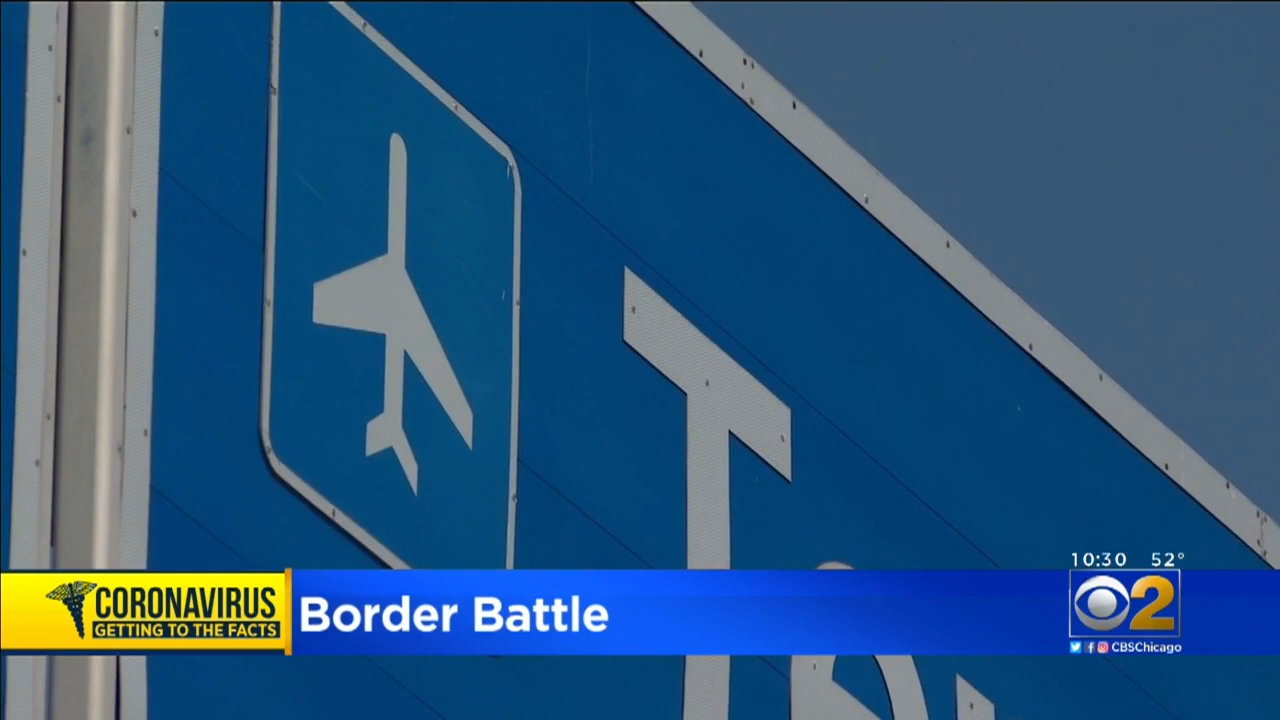 T
10:30 52°
CORONAVIRUS
GETTING TO THE FACTS
Border Battle
2
CBSChicago